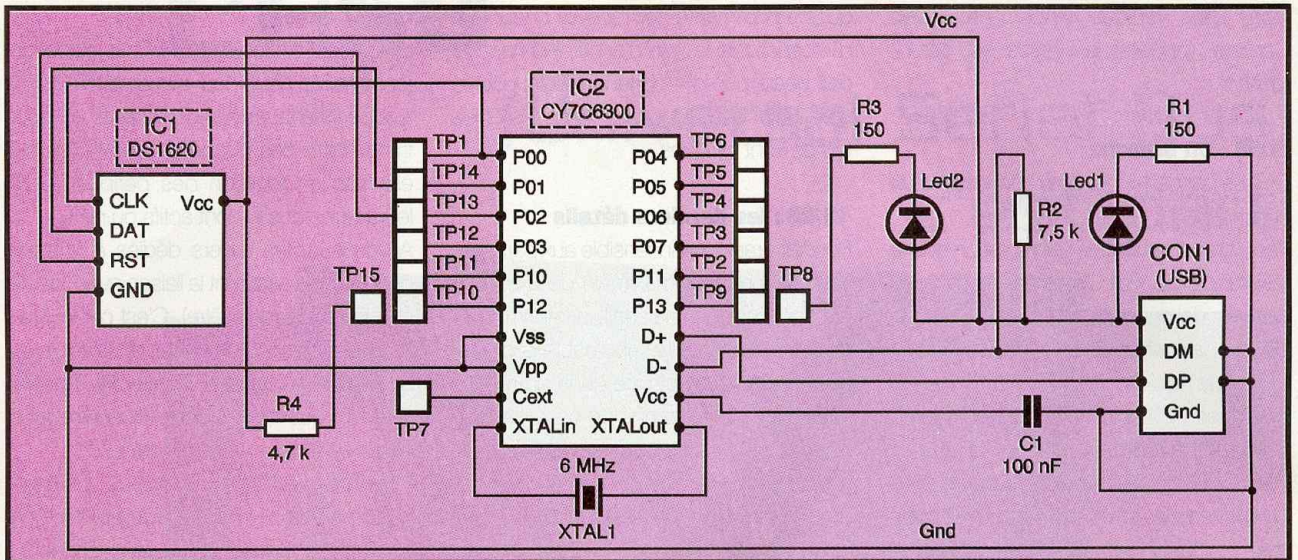 Vcc
IC1
DS1620
CLK
DAT
RST
GND
Vcc
TP15
R4
4,7 k
TP1
TP14
TP13
TP12
TP11
TP10
TP7
IC2
CY7C6300
P00
P01
P02
P03
P10
P12
Vss
Vpp
Cext
XTALin
P04
P05
P06
P07
P11
P13
D+
D-
Vcc
XTALout
6 MHz
XTAL1
TP6
TP5
TP4
TP3
TP2
TP9
TP8
R3
150
Led2
R2
7,5 k
Led1
R1
150
CON1
(USB)
Vcc
DM
DP
Gnd
C1
100 nF
Gnd